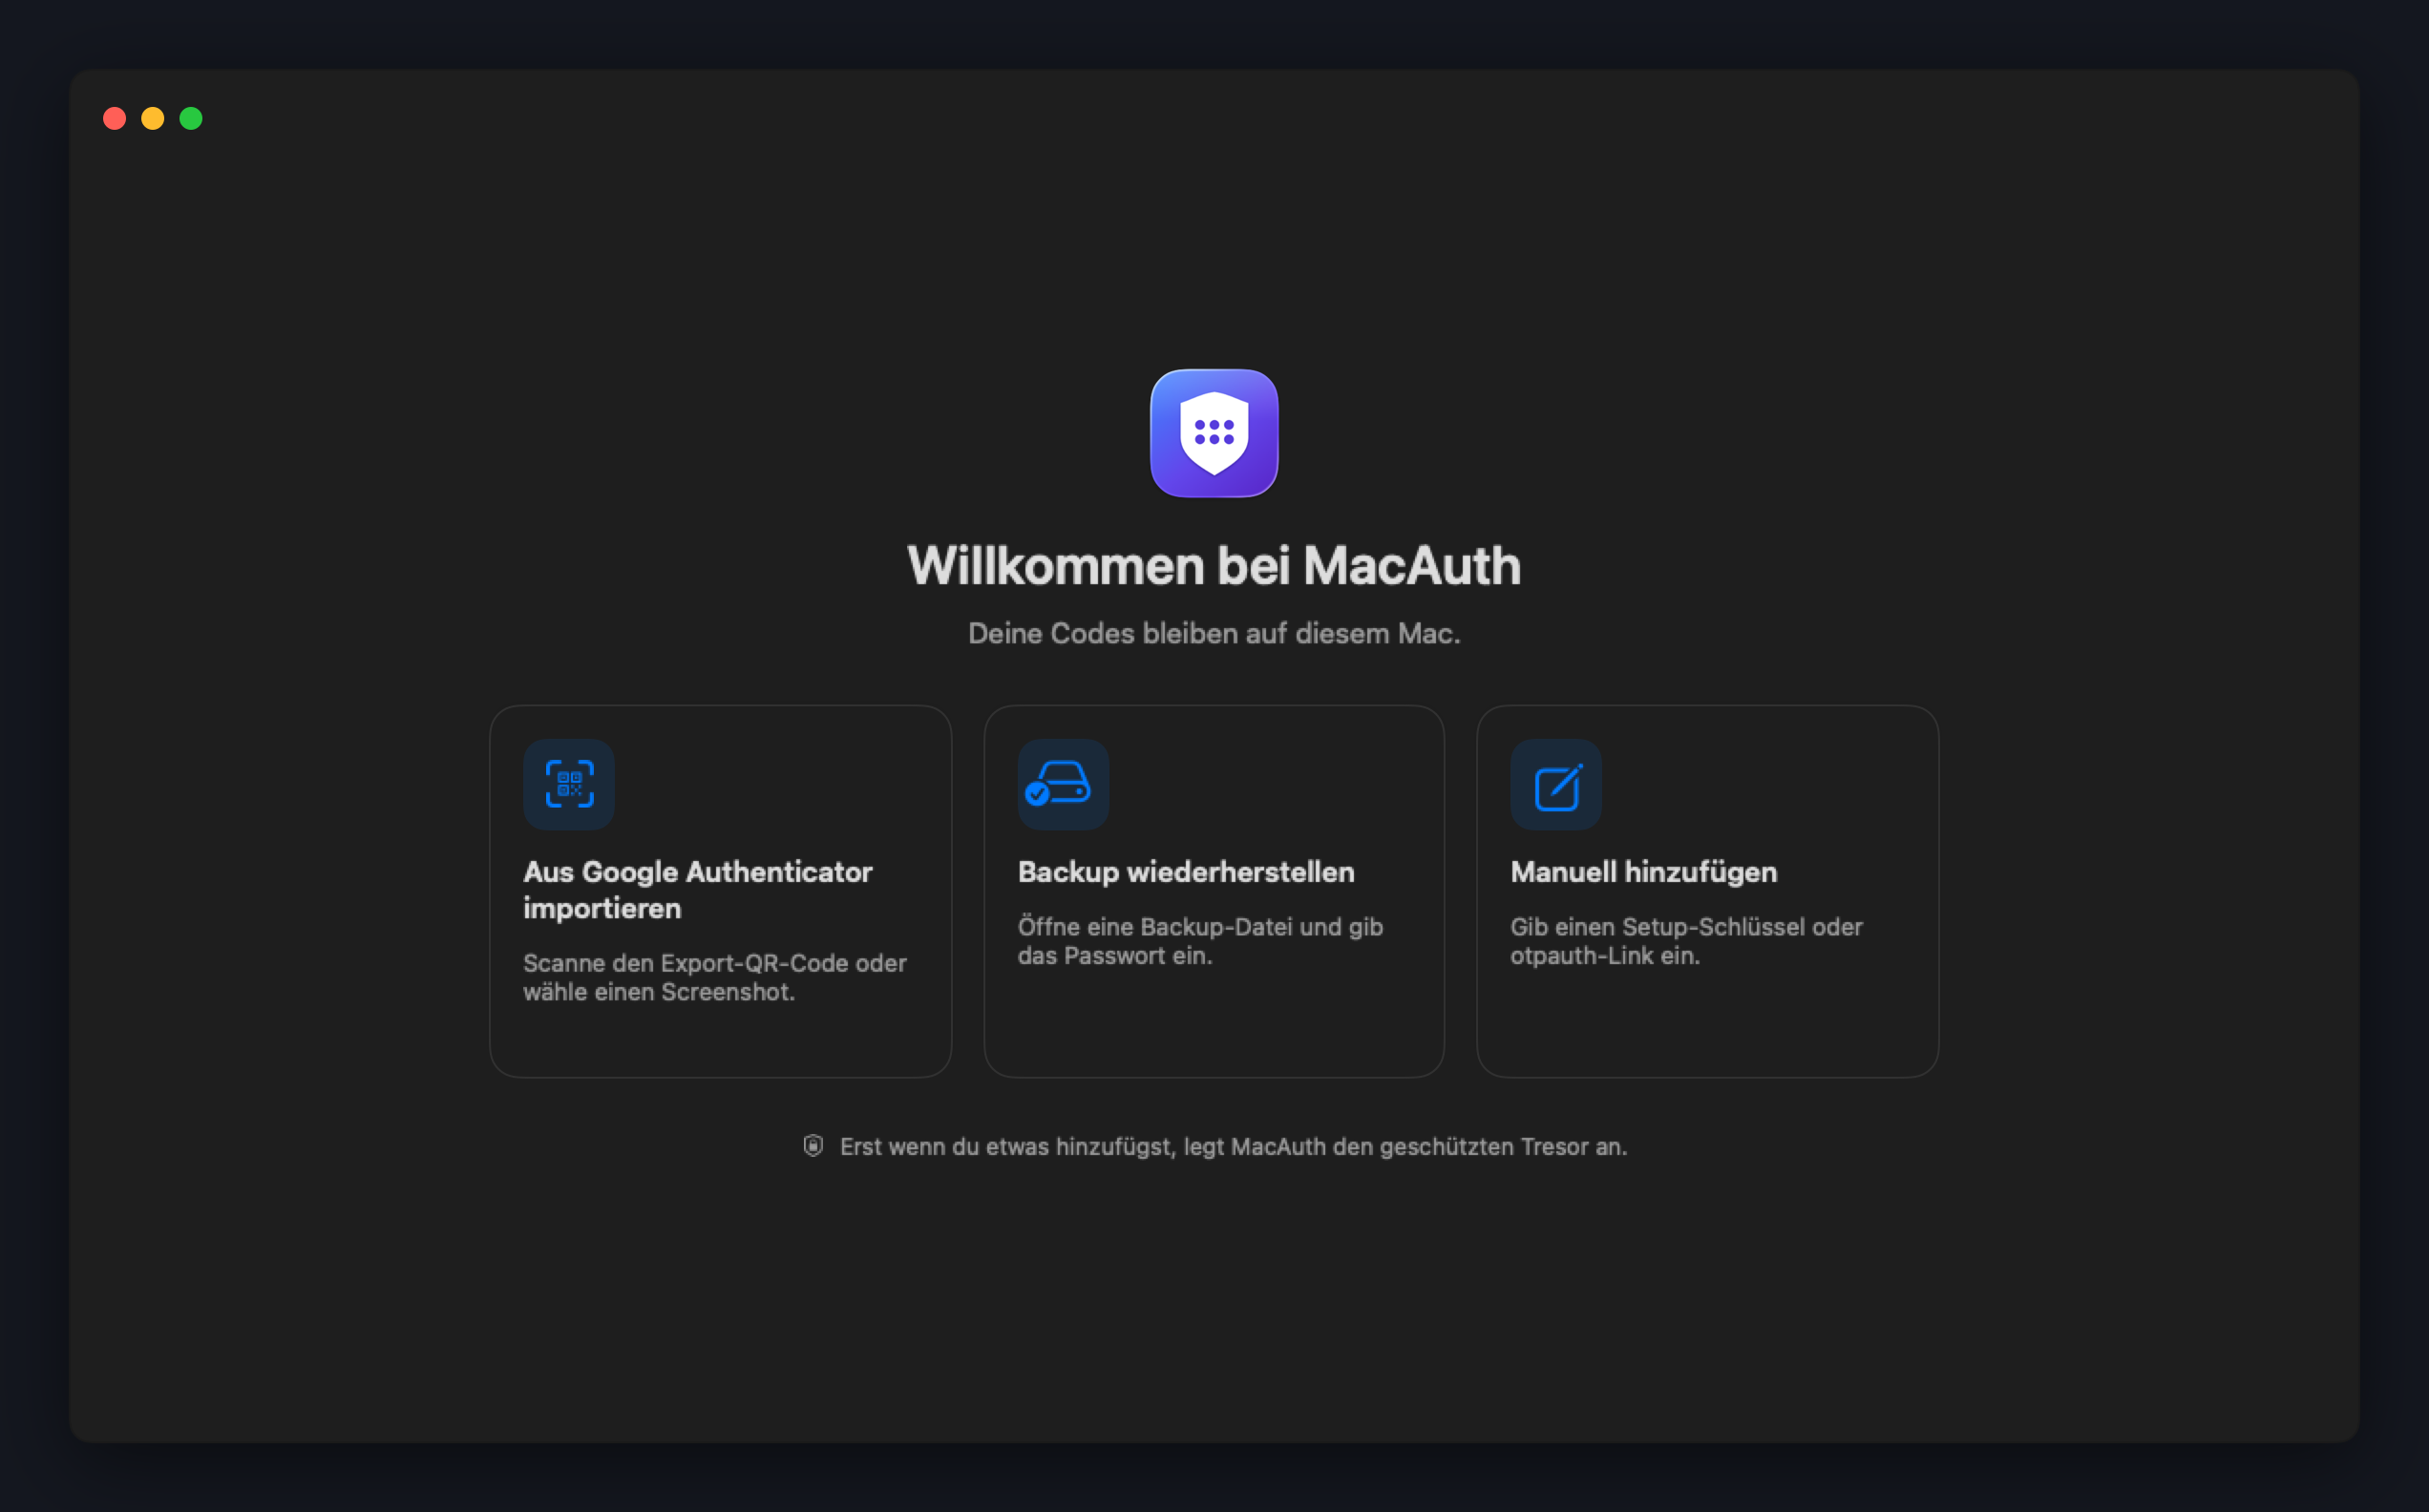 Willkommen bei MacAuth
Deine Codes bleiben auf diesem Mac.
Aus Google Authenticator
importieren
Scanne den Export-QR-Code oder
wähle einen Screenshot.
Backup wiederherstellen
Öffne eine Backup-Datei und gib
das Passwort ein.
Manuell hinzufügen
Gib einen Setup-Schlüssel oder
otpauth-Link ein.
Erst wenn du etwas hinzufügst, legt MacAuth den geschützten Tresor an.